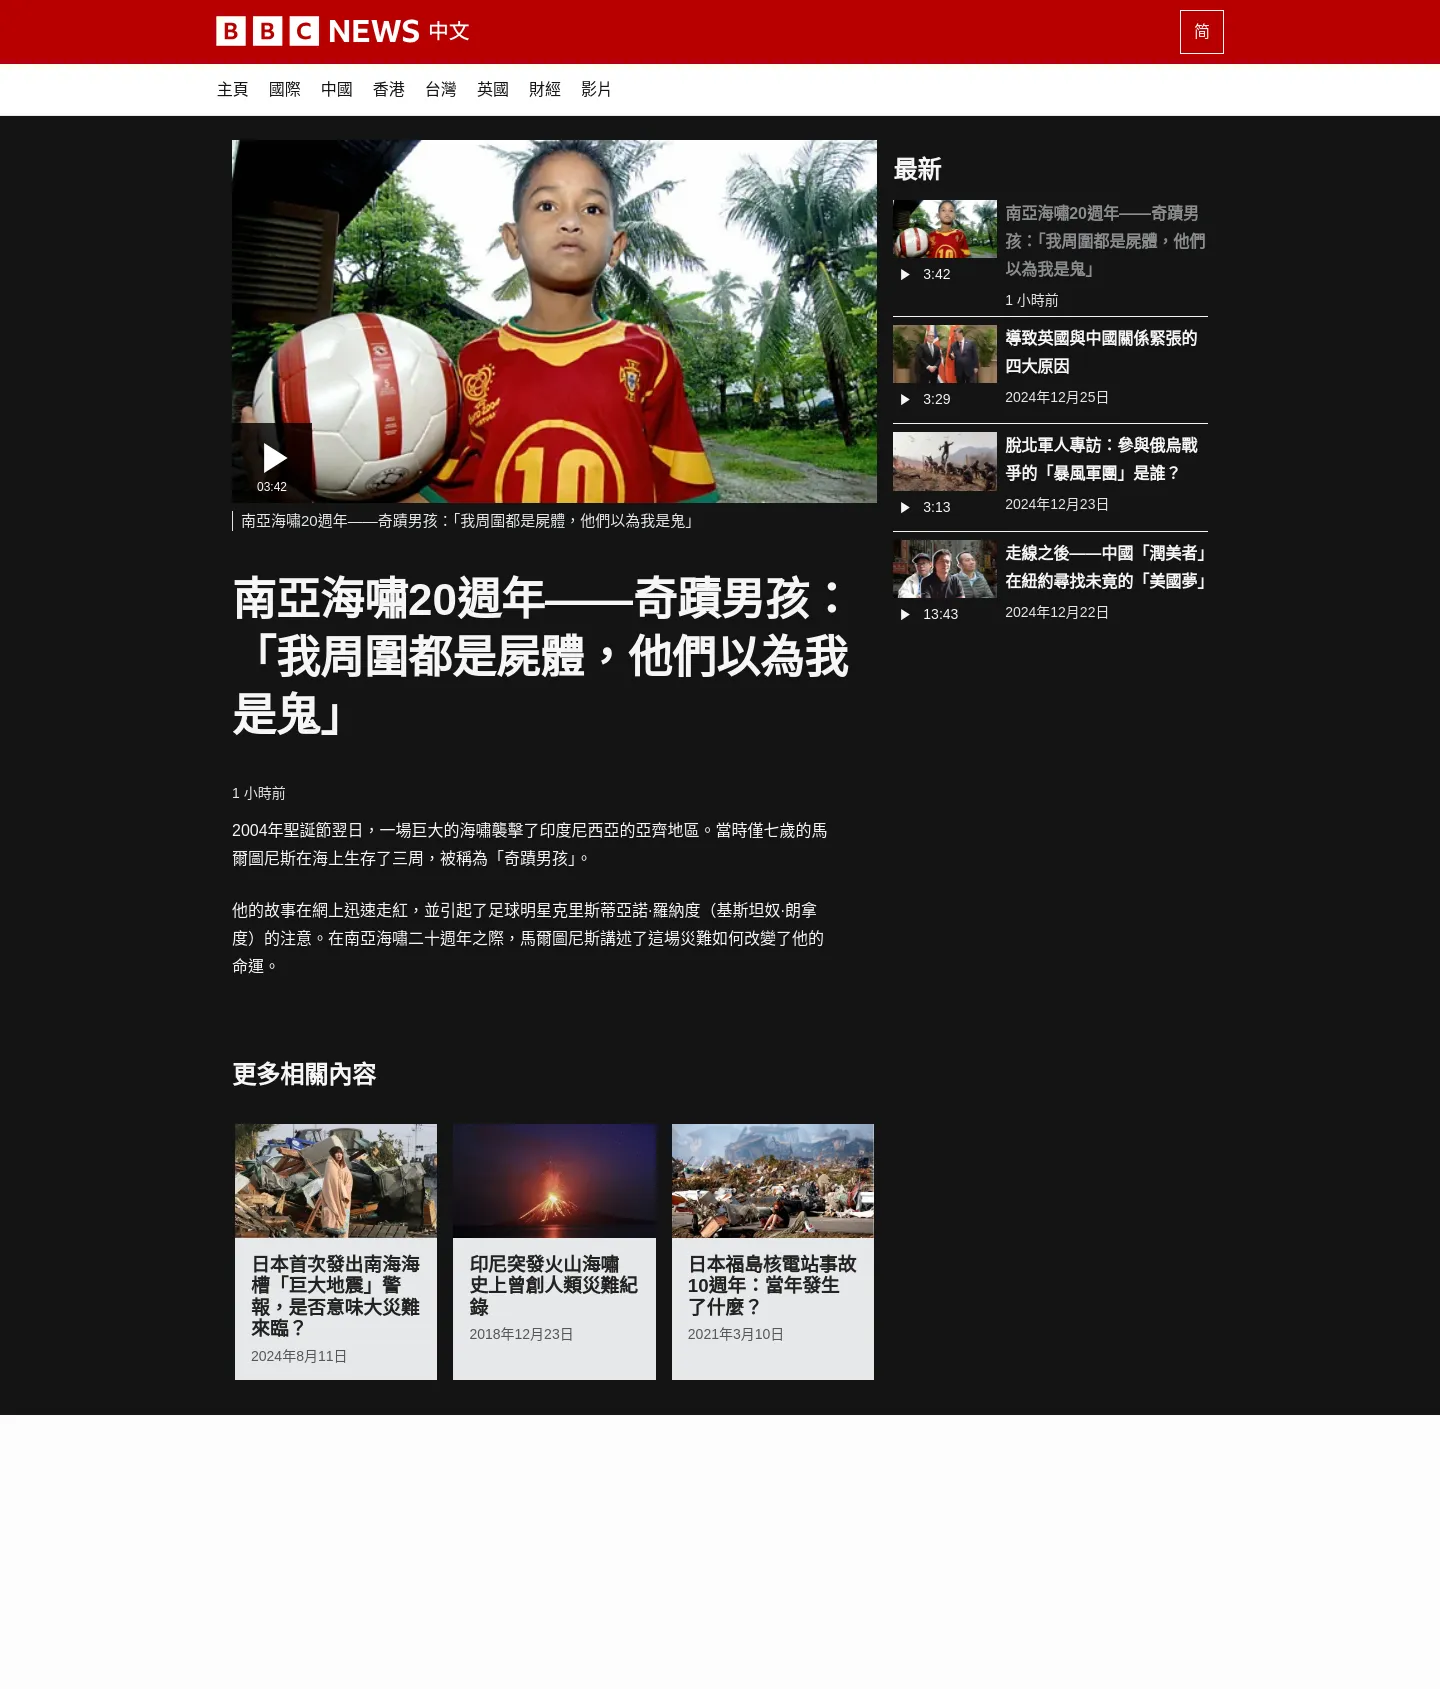 BBC NEWS 中文
简
主頁 國際 中國 香港 台灣 英國 財經 影片
10
03:42
南亞海嘯20週年——奇蹟男孩：「我周圍都是屍體，他們以為我是鬼」
南亞海嘯20週年——奇蹟男孩：
「我周圍都是屍體，他們以為我
是鬼」
1 小時前
2004年聖誕節翌日，一場巨大的海嘯襲擊了印度尼西亞的亞齊地區。當時僅七歲的馬
爾圖尼斯在海上生存了三周，被稱為「奇蹟男孩」。
他的故事在網上迅速走紅，並引起了足球明星克里斯蒂亞諾·羅納度（基斯坦奴·朗拿
度）的注意。在南亞海嘯二十週年之際，馬爾圖尼斯講述了這場災難如何改變了他的
命運。
最新
南亞海嘯20週年——奇蹟男
孩：「我周圍都是屍體，他們
以為我是鬼」
3:42
1 小時前
導致英國與中國關係緊張的
四大原因
3:29
2024年12月25日
脫北軍人專訪：參與俄烏戰
爭的「暴風軍團」是誰？
3:13
2024年12月23日
走線之後——中國「潤美者」
在紐約尋找未竟的「美國夢」
13:43
2024年12月22日
更多相關內容
日本首次發出南海海
槽「巨大地震」警
報，是否意味大災難
來臨？
2024年8月11日
印尼突發火山海嘯
史上曾創人類災難紀
錄
2018年12月23日
日本福島核電站事故
10週年：當年發生
了什麼？
2021年3月10日